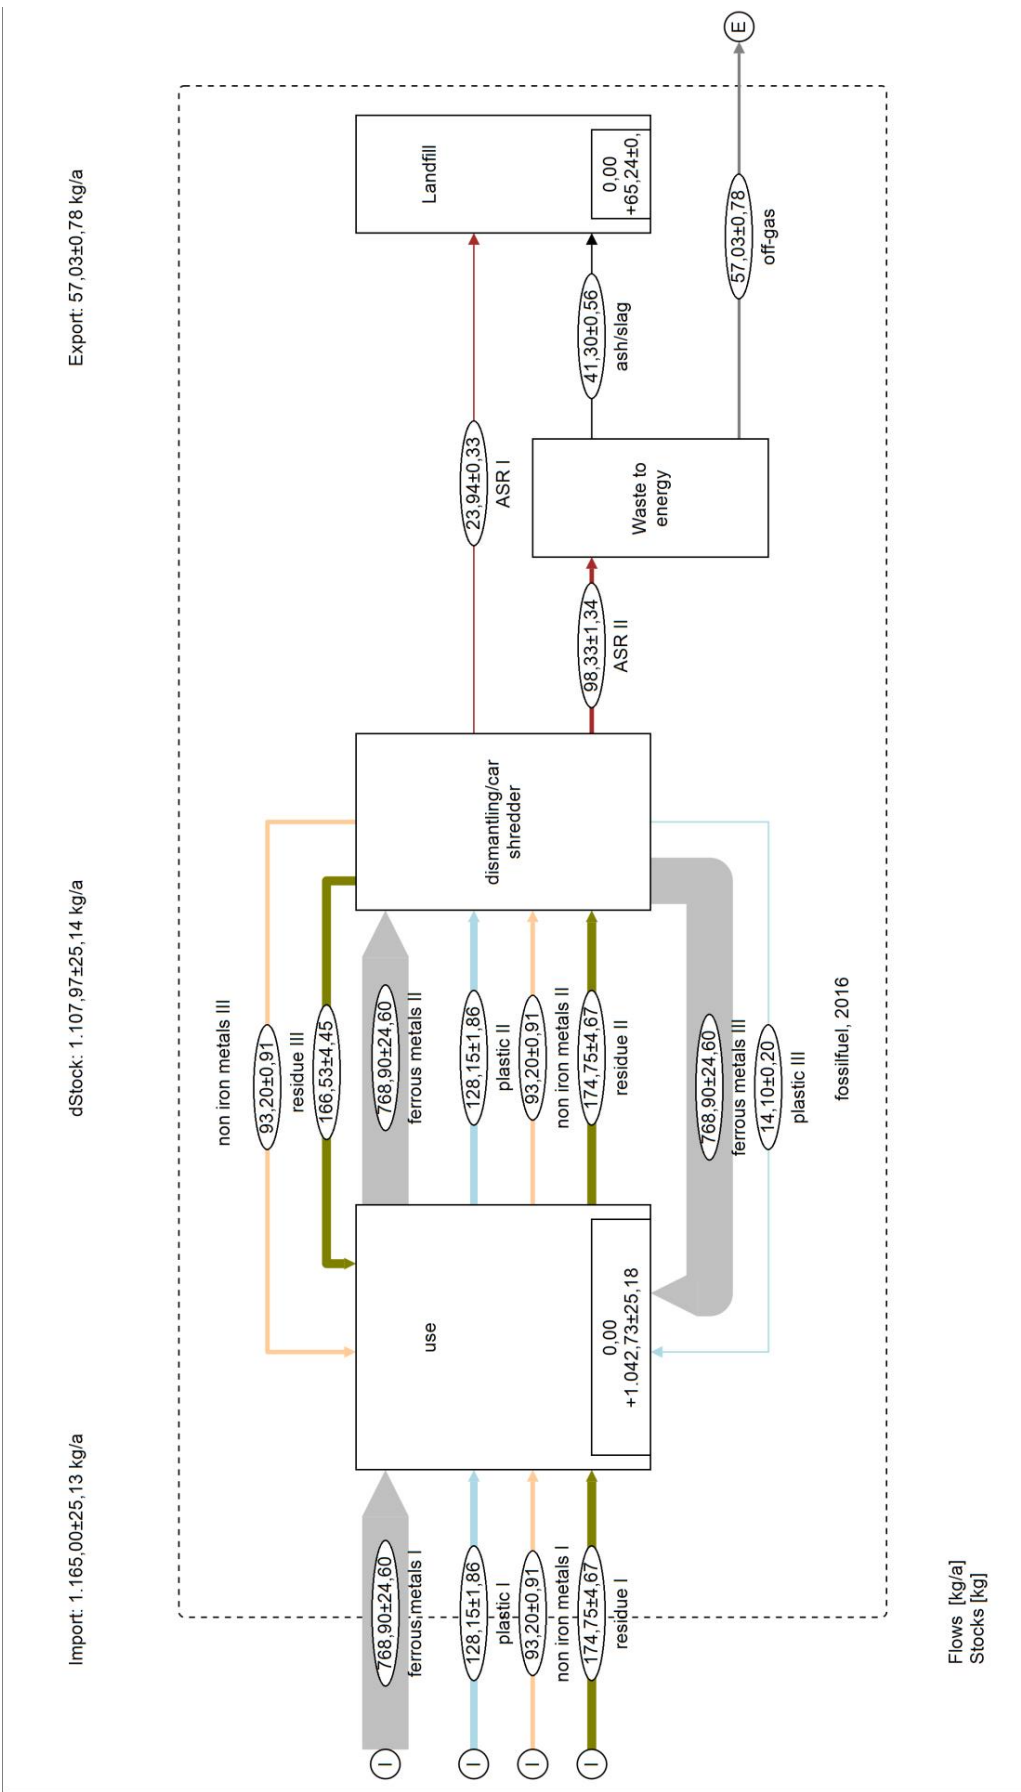 Import: 1.165,00±25,13 kg/a
dStock: 1.107,97±25,14 kg/a
Export: 57,03±0,78 kg/a
non iron metals III
93,20±0,91
residue III
166,53±4,45
I
768,90±24,60
ferrous metals I
I
128,15±1,86
plastic I
I
93,20±0,91
non iron metals I
I
174,75±4,67
residue I
use
0,00
+1.042,73±25,18
768,90±24,60
ferrous metals II
128,15±1,86
plastic II
93,20±0,91
non iron metals II
174,75±4,67
residue II
dismantling/car
shredder
768,90±24,60
ferrous metals III
14,10±0,20
plastic III
23,94±0,33
ASR I
98,33±1,34
ASR II
Waste to
energy
41,30±0,56
ash/slag
57,03±0,78
off-gas
Landfill
0,00
+65,24±0,
E
fossilfuel, 2016
Flows [kg/a]
Stocks [kg]